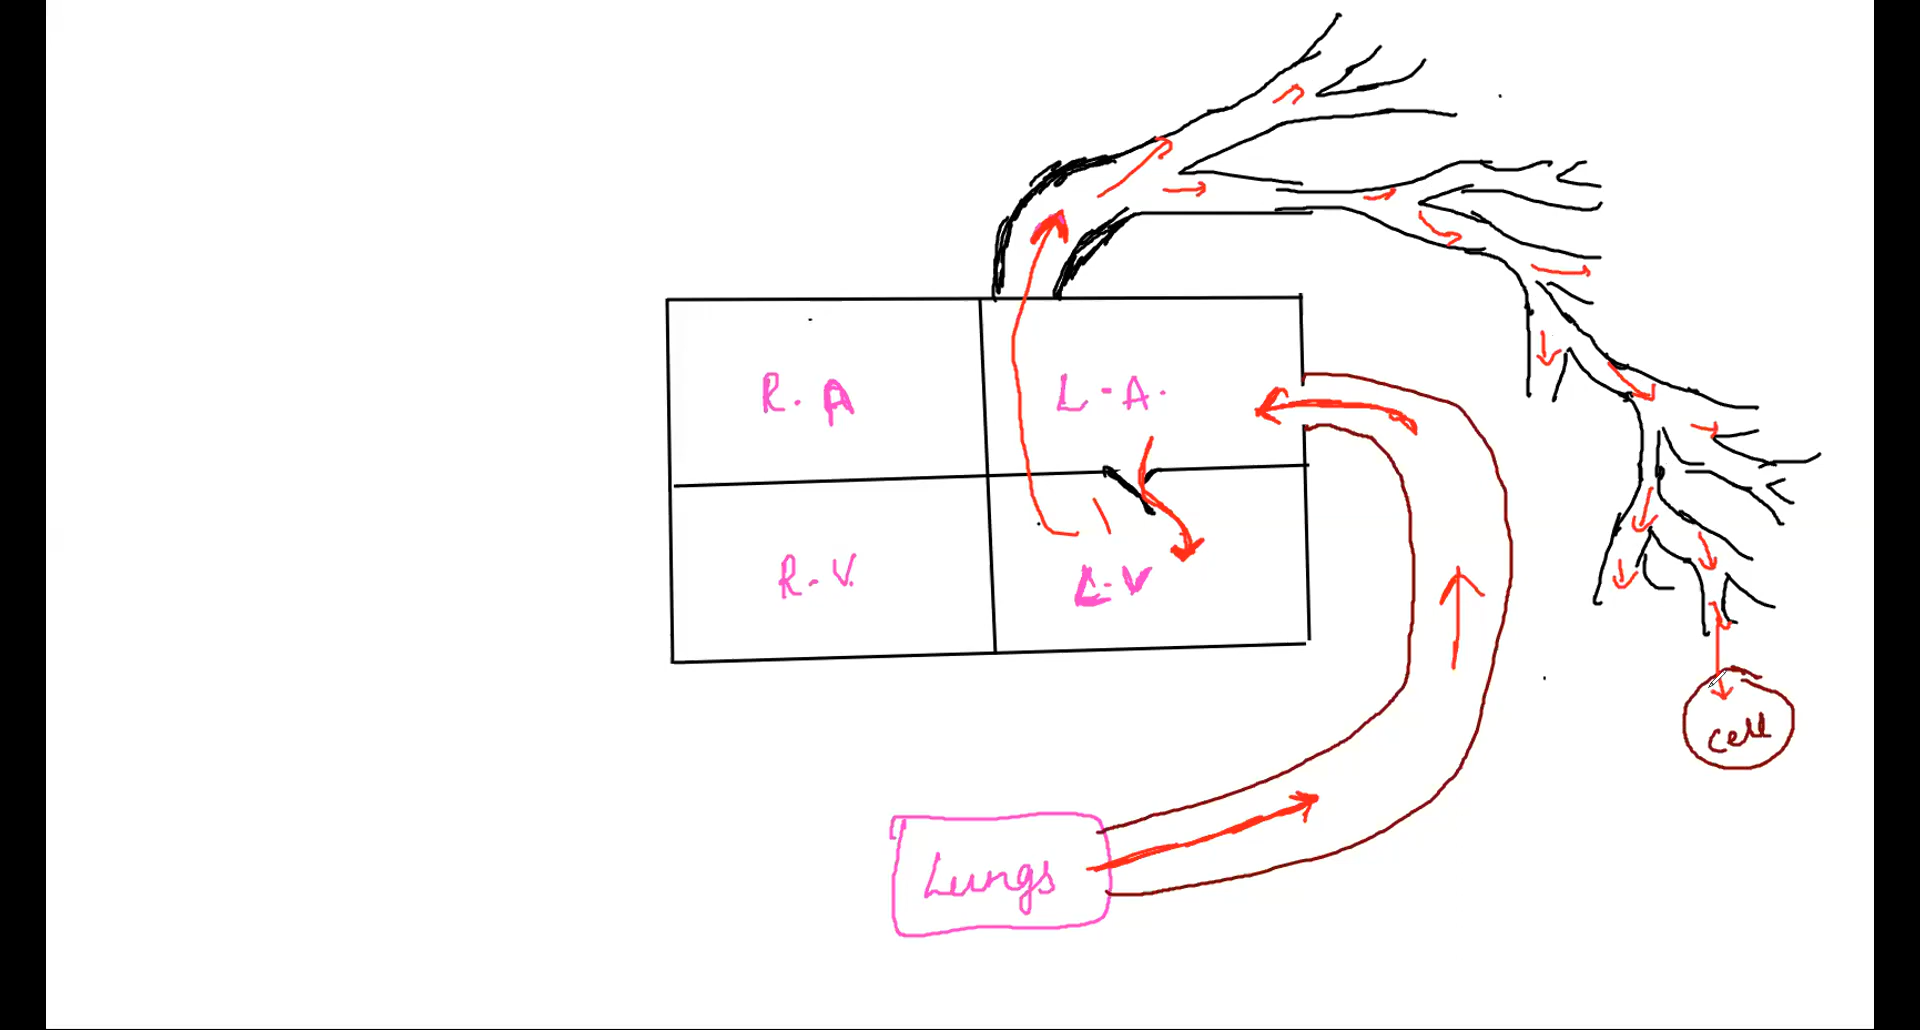 R. A
L - A.
R - V.
L - V
cell
Lungs